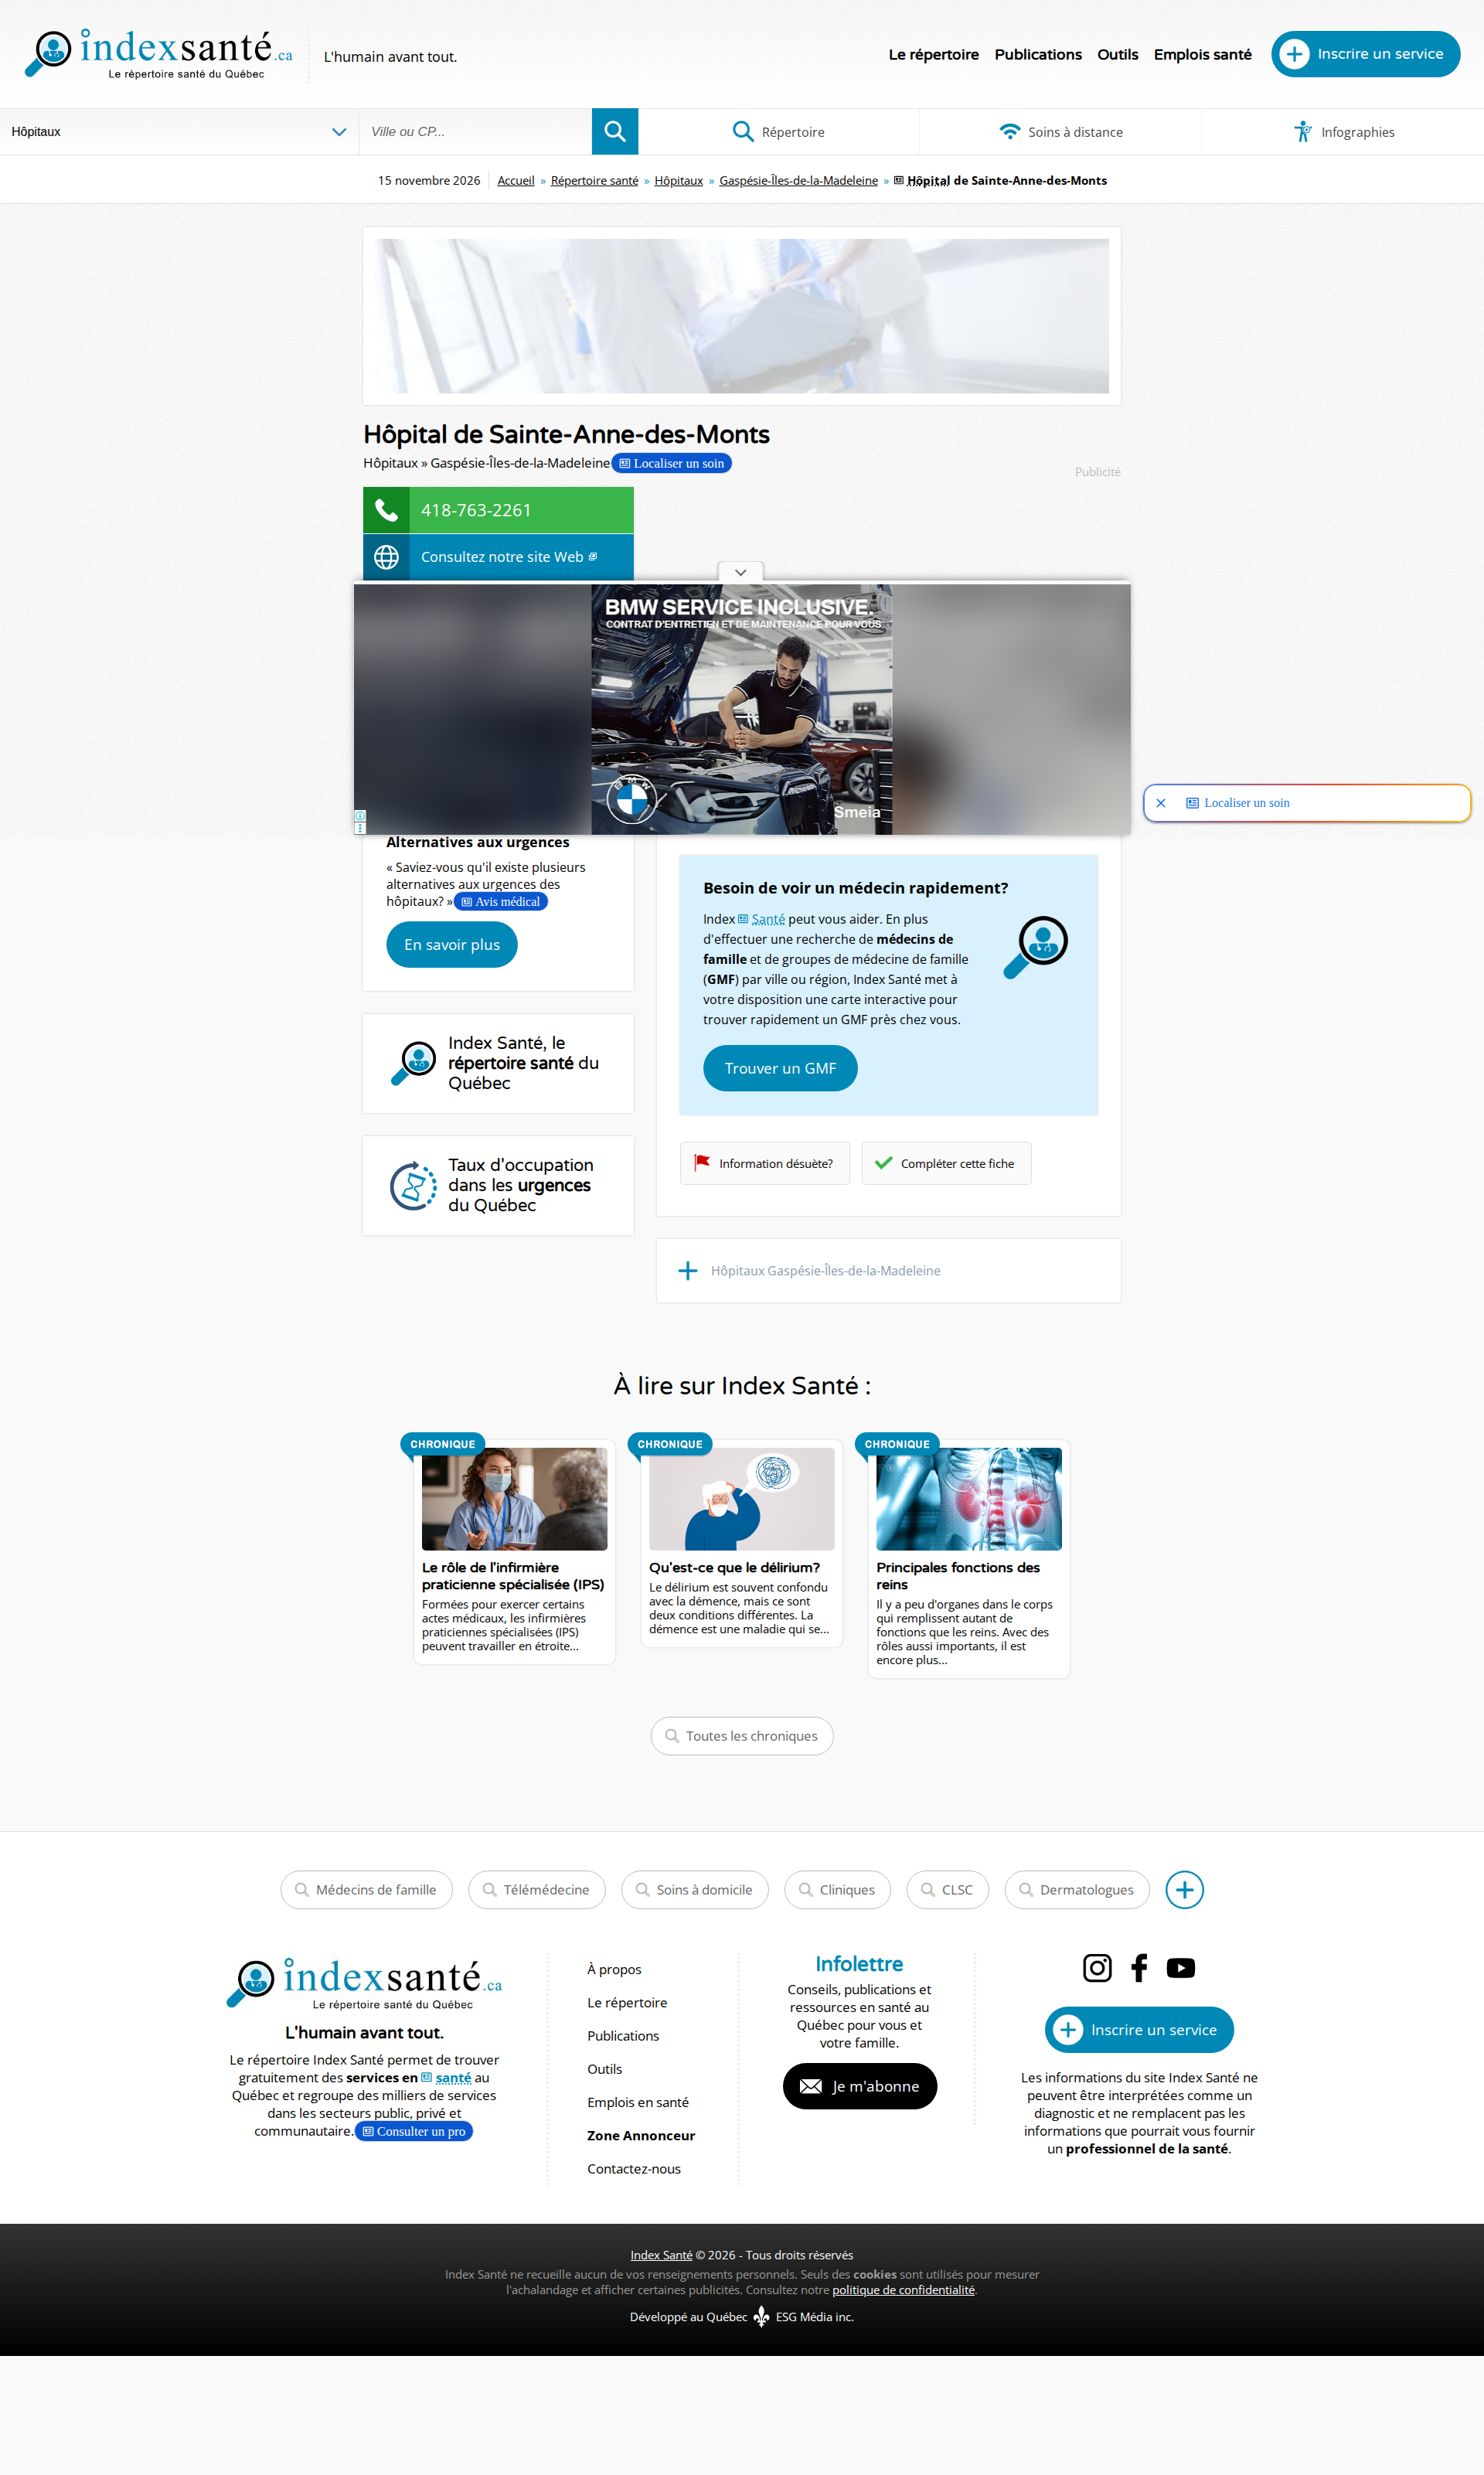 indexsanté.ca
Le répertoire santé du Québec
L'humain avant tout.
Le répertoire
Publications
Outils
Emplois santé
Inscrire un service
Hôpitaux
Ville ou CP...
Répertoire
Soins à distance
Infographies
15 novembre 2026
Accueil » Répertoire santé » Hôpitaux » Gaspésie-Îles-de-la-Madeleine » Hôpital de Sainte-Anne-des-Monts
Hôpital de Sainte-Anne-des-Monts
Hôpitaux » Gaspésie-Îles-de-la-Madeleine Localiser un soin
Publicité
418-763-2261
Consultez notre site Web
BMW SERVICE INCLUSIVE.
CONTRAT D'ENTRETIEN ET DE MAINTENANCE POUR VOUS.
BMW
Smeia
Localiser un soin
Alternatives aux urgences
« Saviez-vous qu'il existe plusieurs
alternatives aux urgences des
hôpitaux? » Avis médical
En savoir plus
Index Santé, le
répertoire santé du
Québec
Taux d'occupation
dans les urgences
du Québec
Besoin de voir un médecin rapidement?
Index Santé peut vous aider. En plus
d'effectuer une recherche de médecins de
famille et de groupes de médecine de famille
(GMF) par ville ou région, Index Santé met à
votre disposition une carte interactive pour
trouver rapidement un GMF près chez vous.
Trouver un GMF
Information désuète?
Compléter cette fiche
Hôpitaux Gaspésie-Îles-de-la-Madeleine
À lire sur Index Santé :
CHRONIQUE
Le rôle de l'infirmière
praticienne spécialisée (IPS)
Formées pour exercer certains
actes médicaux, les infirmières
praticiennes spécialisées (IPS)
peuvent travailler en étroite...
CHRONIQUE
Qu'est-ce que le délirium?
Le délirium est souvent confondu
avec la démence, mais ce sont
deux conditions différentes. La
démence est une maladie qui se...
CHRONIQUE
Principales fonctions des
reins
Il y a peu d'organes dans le corps
qui remplissent autant de
fonctions que les reins. Avec des
rôles aussi importants, il est
encore plus...
Toutes les chroniques
Médecins de famille
Télémédecine
Soins à domicile
Cliniques
CLSC
Dermatologues
indexsanté.ca
Le répertoire santé du Québec
L'humain avant tout.
Le répertoire Index Santé permet de trouver
gratuitement des services en santé au
Québec et regroupe des milliers de services
dans les secteurs public, privé et
communautaire. Consulter un pro
À propos
Le répertoire
Publications
Outils
Emplois en santé
Zone Annonceur
Contactez-nous
Infolettre
Conseils, publications et
ressources en santé au
Québec pour vous et
votre famille.
Je m'abonne
Inscrire un service
Les informations du site Index Santé ne
peuvent être interprétées comme un
diagnostic et ne remplacent pas les
informations que pourrait vous fournir
un professionnel de la santé.
Index Santé © 2026 - Tous droits réservés
Index Santé ne recueille aucun de vos renseignements personnels. Seuls des cookies sont utilisés pour mesurer
l'achalandage et afficher certaines publicités. Consultez notre politique de confidentialité.
Développé au Québec ESG Média inc.